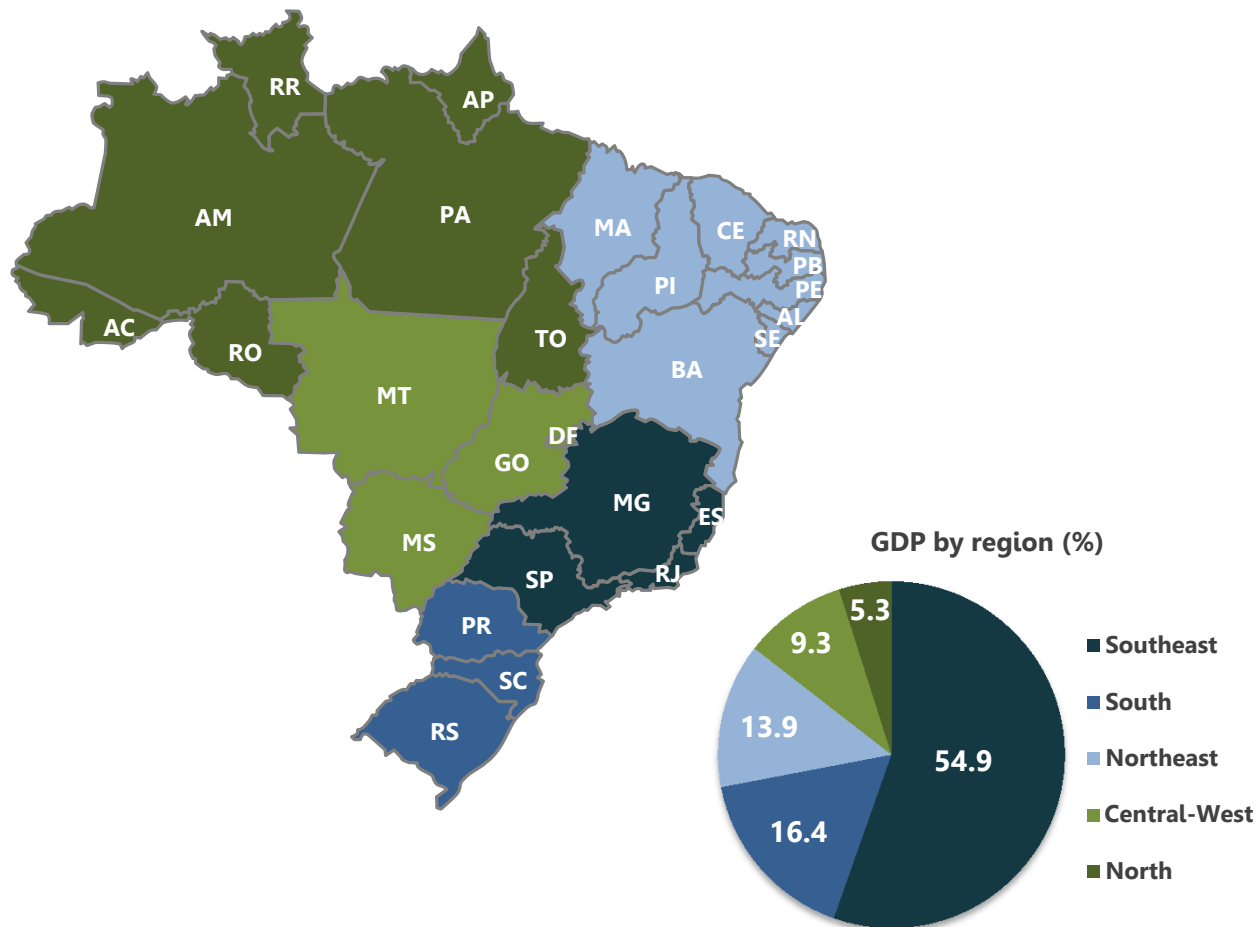 RR
AP
AM
PA
MA
CE
RN
PB
PI
PE
AL
AC
SE
RO
TO
BA
MT
DF
GO
MG
ES
MS
GDP by region (%)
SP
RJ
PR
SC
RS
5.3
9.3
13.9
54.9
16.4
Southeast
South
Northeast
Central-West
North